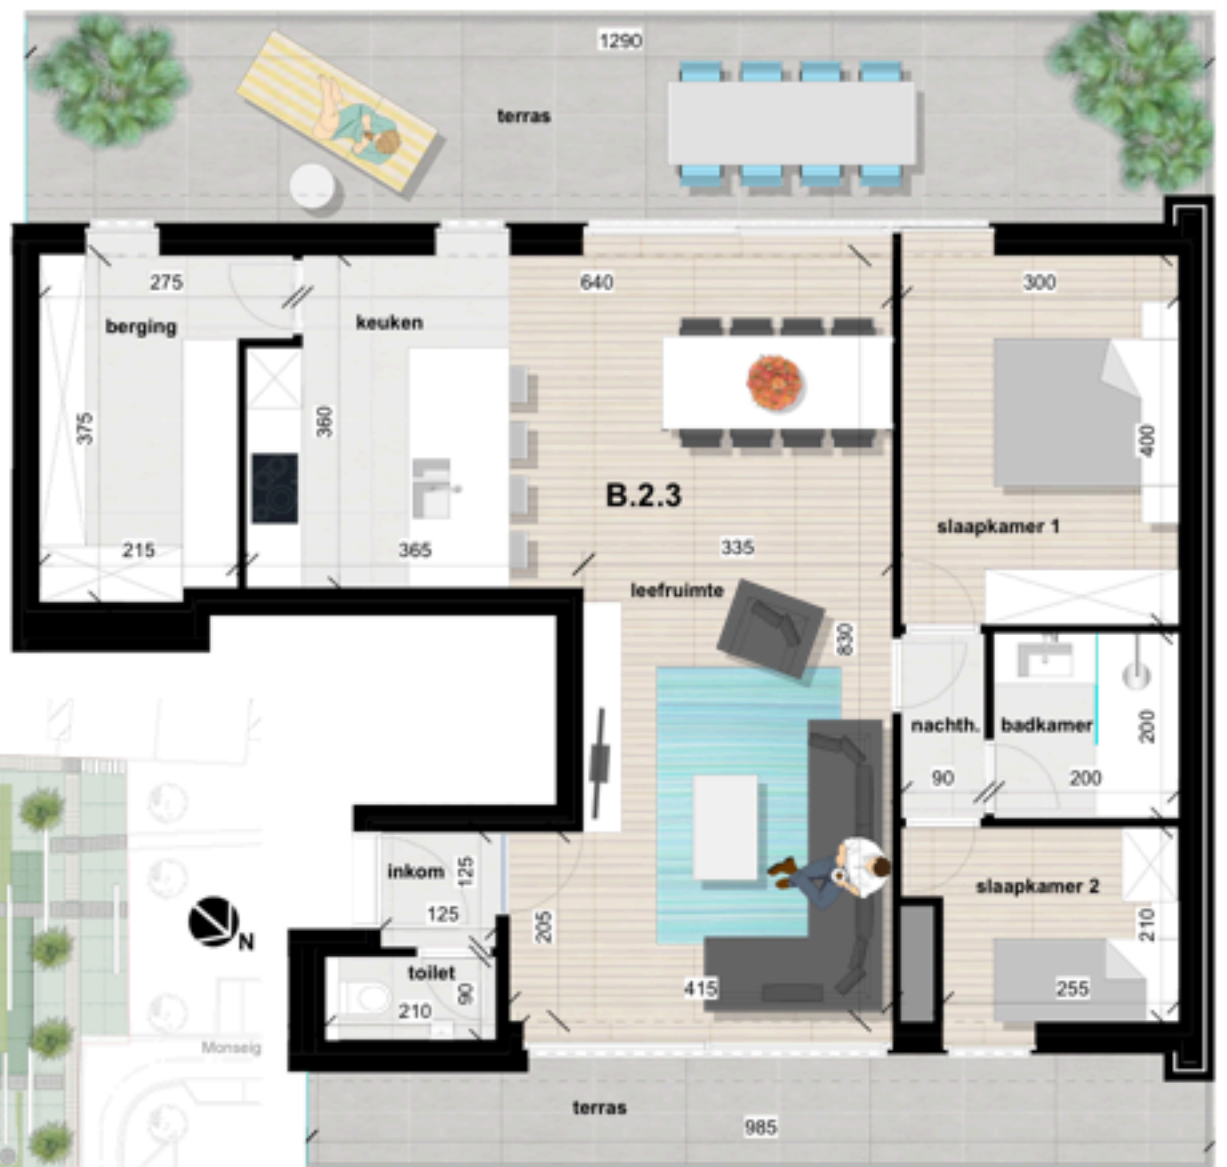 1290
terras
275
640
300
berging
keuken
375
360
400
B.2.3
slaapkamer 1
215
365
335
leefruimte
830
nachth.
badkamer
200
90
200
inkom
125
125
slaapkamer 2
205
210
N
toilet
90
210
415
255
Monseig
terras
985